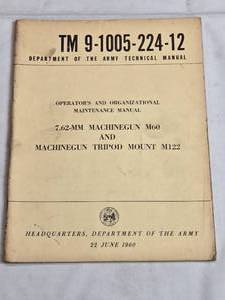 TM 9-1005-224-12
DEPARTMENT OF THE ARMY TECHNICAL MANUAL
OPERATOR'S AND ORGANIZATIONAL
MAINTENANCE MANUAL
7.62-MM MACHINEGUN M60
AND
MACHINEGUN TRIPOD MOUNT M122
HEADQUARTERS, DEPARTMENT OF THE ARMY
22 JUNE 1960